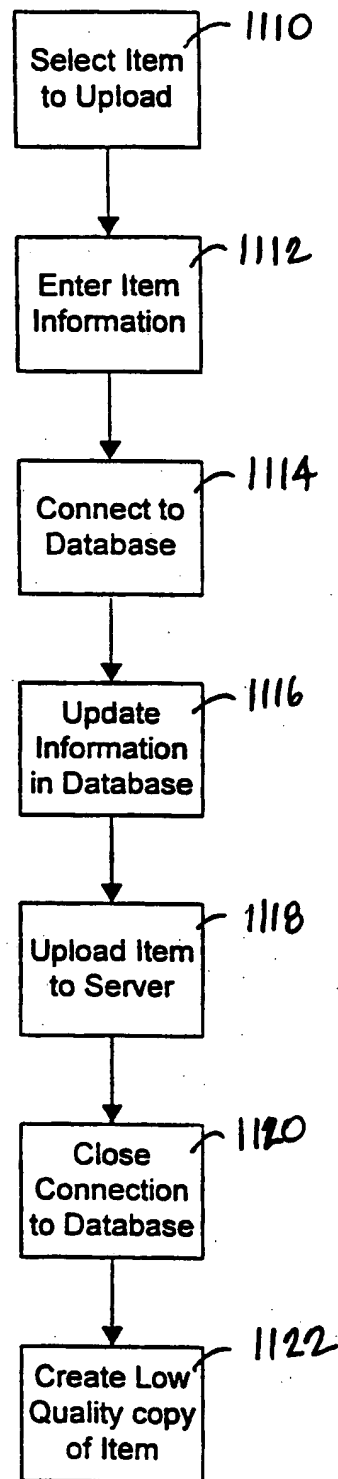 1110
Select Item
to Upload
1112
Enter Item
Information
1114
Connect to
Database
1116
Update
Information
in Database
1118
Upload Item
to Server
1120
Close
Connection
to Database
1122
Create Low
Quality copy
of Item